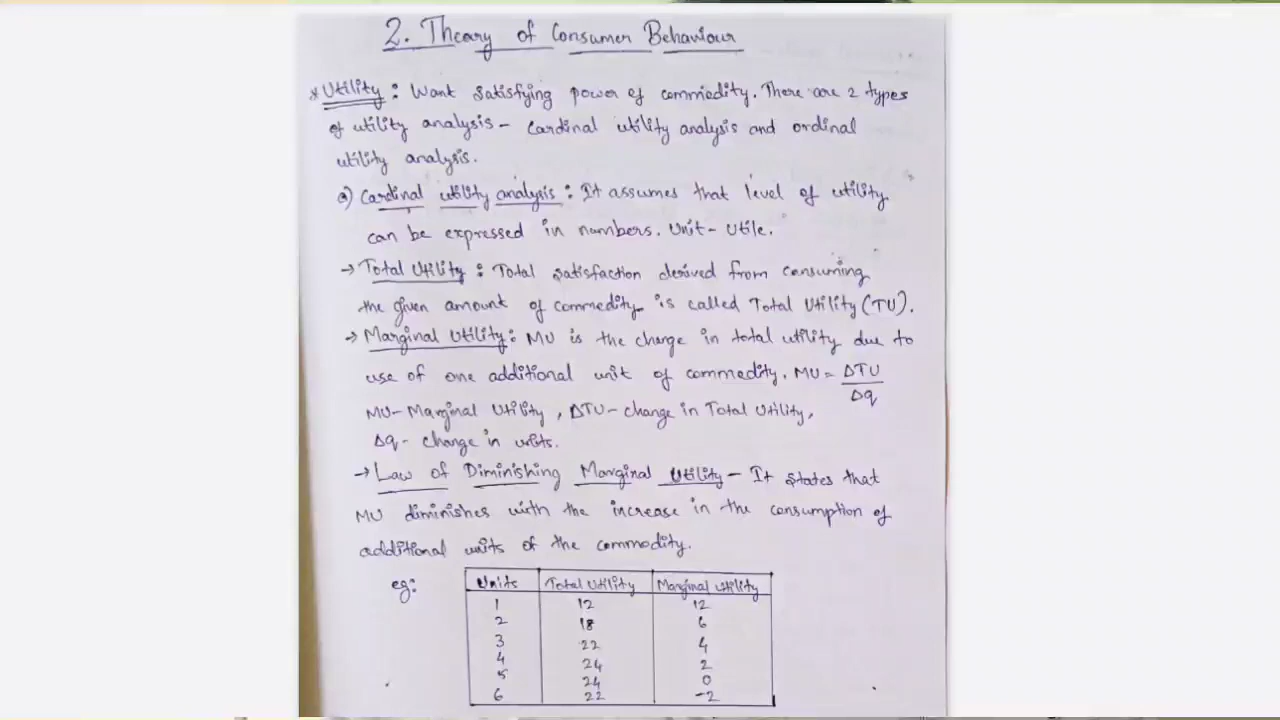 2. Theory of Consumer Behaviour
* Utility : Want satisfying power of commodity. There are 2 types
of utility analysis - Cardinal utility analysis and ordinal
utility analysis.
a) Cardinal utility analysis : It assumes that level of utility
can be expressed in numbers. Unit - Utile.
→ Total Utility : Total satisfaction derived from consuming
the given amount of commodity is called Total Utility (TU).
→ Marginal Utility : MU is the change in total utility due to
use of one additional unit of commodity. MU = ΔTU/Δq
MU - Marginal Utility, ΔTU - change in Total Utility,
Δq - change in units.
→ Law of Diminishing Marginal Utility - It states that
MU diminishes with the increase in the consumption of
additional units of the commodity.
eg: Units Total Utility Marginal Utility
1 12 12
2 18 6
3 22 4
4 24 2
5 24 0
6 22 -2